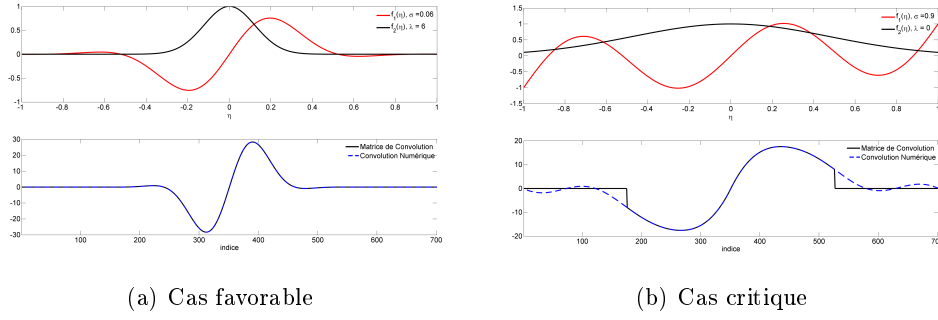 1
0.5
0
-0.5
-1
-1 -0.8 -0.6 -0.4 -0.2 0 0.2 0.4 0.6 0.8 1
η
f₁(η), σ =0.06
f₂(η), λ = 6
30
20
10
0
-10
-20
-30
100 200 300 400 500 600 700
indice
Matrice de Convolution
Convolution Numérique
(a) Cas favorable
1.5
1
0.5
0
-0.5
-1
-1.5
-1 -0.8 -0.6 -0.4 -0.2 0 0.2 0.4 0.6 0.8 1
η
f₁(η), σ =0.9
f₂(η), λ = 0
20
10
0
-10
-20
100 200 300 400 500 600 700
indice
Matrice de Convolution
Convolution Numérique
(b) Cas critique